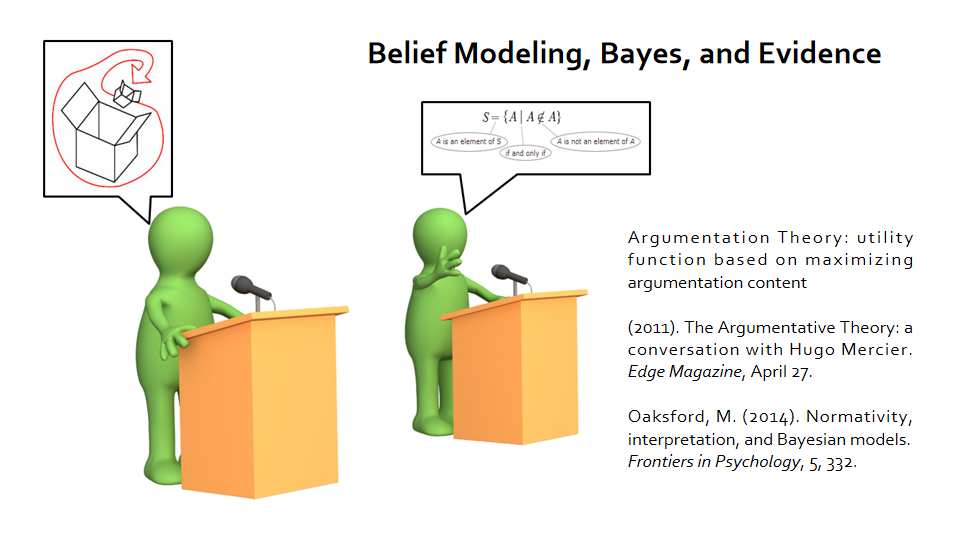 Belief Modeling, Bayes, and Evidence
S = {A | A ∉ A}
A is an element of S
if and only if
A is not an element of A
Argumentation Theory: utility
function based on maximizing
argumentation content
(2011). The Argumentative Theory: a
conversation with Hugo Mercier.
Edge Magazine, April 27.
Oaksford, M. (2014). Normativity,
interpretation, and Bayesian models.
Frontiers in Psychology, 5, 332.